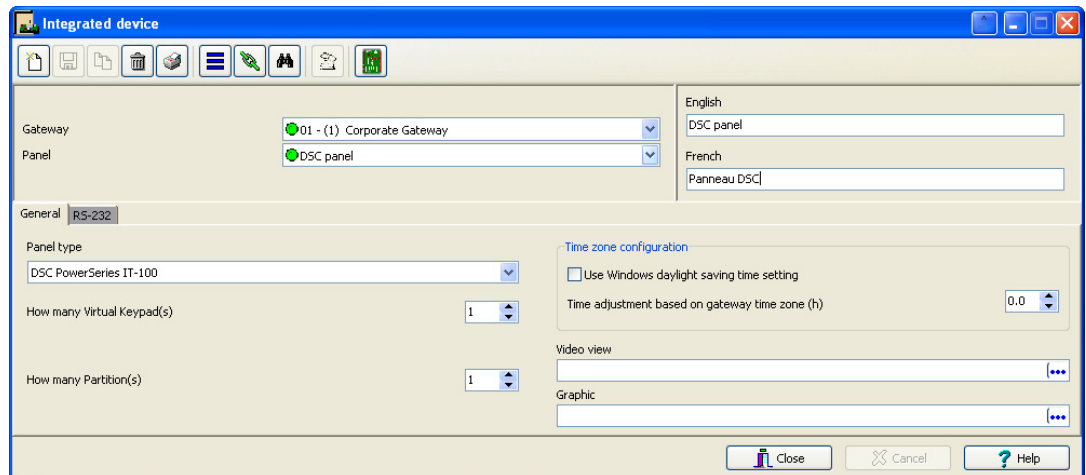 Integrated device
English
Gateway
01 - (1) Corporate Gateway
DSC panel
Panel
DSC panel
French
Panneau DSC
General
RS-232
Panel type
Time zone configuration
DSC PowerSeries IT-100
Use Windows daylight saving time setting
How many Virtual Keypad(s)
1
Time adjustment based on gateway time zone (h)
0.0
Video view
How many Partition(s)
1
Graphic
Close
Cancel
Help